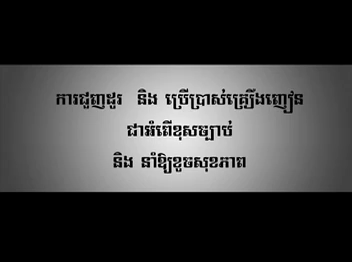 ការជួញដូរ និង ប្រើប្រាស់គ្រឿងញៀន
ជាអំពើខុសច្បាប់
និង នាំឱ្យខូចសុខភាព